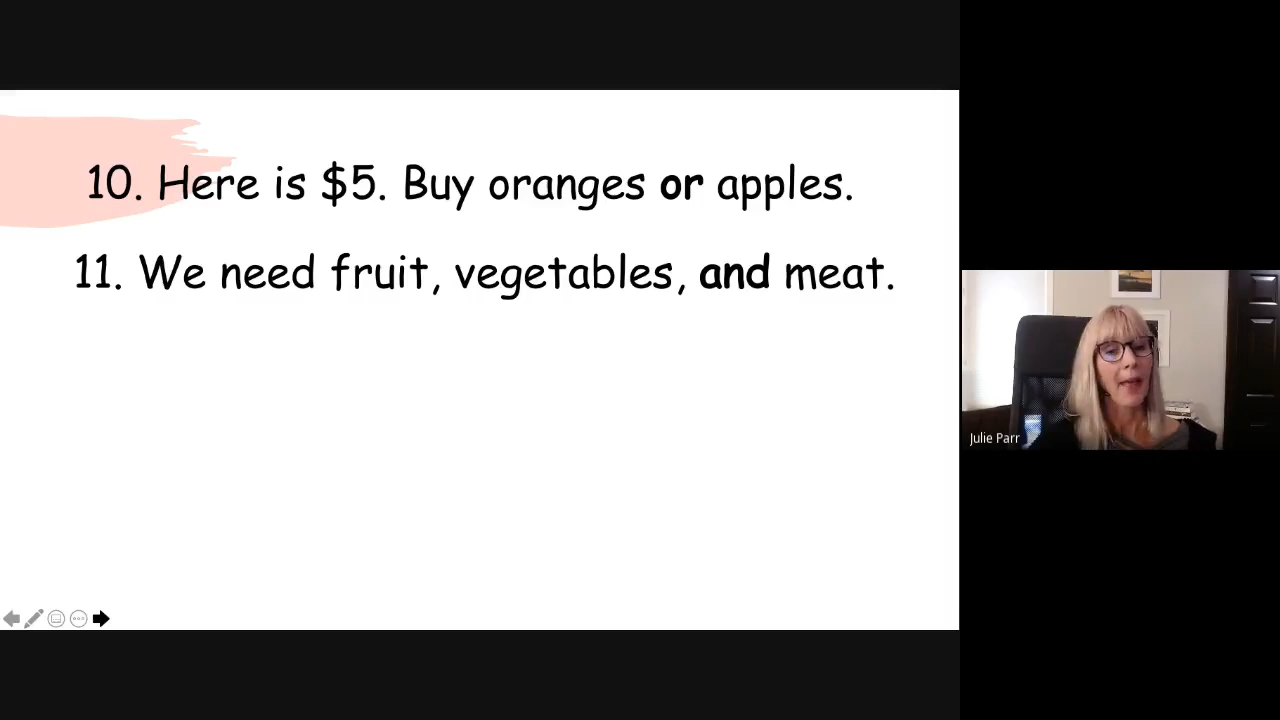 10. Here is $5. Buy oranges or apples.
11. We need fruit, vegetables, and meat.
Julie Parr